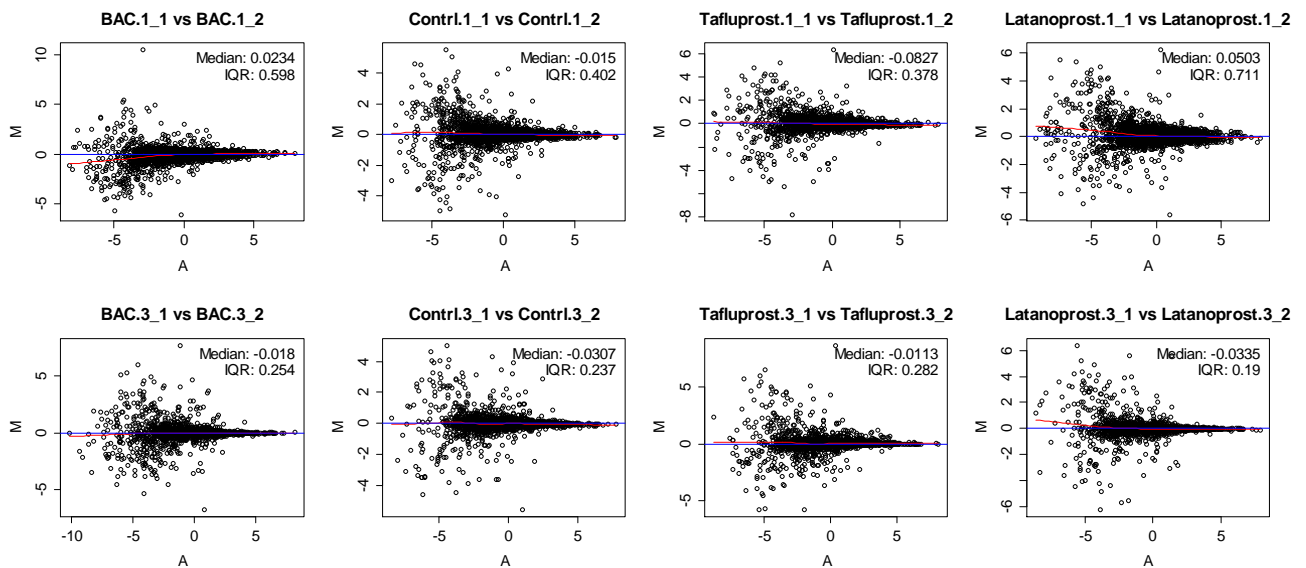 BAC.1_1 vs BAC.1_2
Median: 0.0234
IQR: 0.598
10
5
0
-5
M
-5
0
5
A
Contrl.1_1 vs Contrl.1_2
Median: -0.015
IQR: 0.402
4
2
0
-2
-4
M
-5
0
5
A
Tafluprost.1_1 vs Tafluprost.1_2
Median: -0.0827
IQR: 0.378
6
4
2
0
-4
-8
M
-5
0
5
A
Latanoprost.1_1 vs Latanoprost.1_2
Median: 0.0503
IQR: 0.711
6
4
2
0
-2
-4
-6
M
-5
0
5
A
BAC.3_1 vs BAC.3_2
Median: -0.018
IQR: 0.254
5
0
-5
M
-10
-5
0
5
A
Contrl.3_1 vs Contrl.3_2
Median: -0.0307
IQR: 0.237
4
2
0
-2
-4
M
-5
0
5
A
Tafluprost.3_1 vs Tafluprost.3_2
Median: -0.0113
IQR: 0.282
5
0
-5
M
-5
0
5
A
Latanoprost.3_1 vs Latanoprost.3_2
Median: -0.0335
IQR: 0.19
6
4
2
0
-2
-6
M
-5
0
5
A